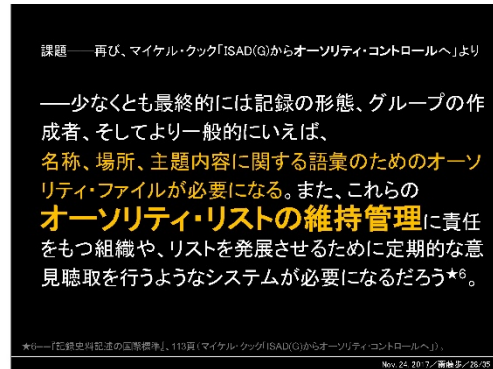 課題――再び、マイケル・クック「ISAD(G)からオーソリティ・コントロールへ」より
――少なくとも最終的には記録の形態、グループの作
成者、そしてより一般的にいえば、
名称、場所、主題内容に関する語彙のためのオーソ
リティ・ファイルが必要になる。また、これらの
オーソリティ・リストの維持管理に責任
をもつ組織や、リストを発展させるために定期的な意
見聴取を行うようなシステムが必要になるだろう★6。
★6――『記録史料記述の国際標準』、113頁(マイケル・クック「ISAD(G)からオーソリティ・コントロールへ」)。
Nov. 24. 2017／齋藤歩／26/35